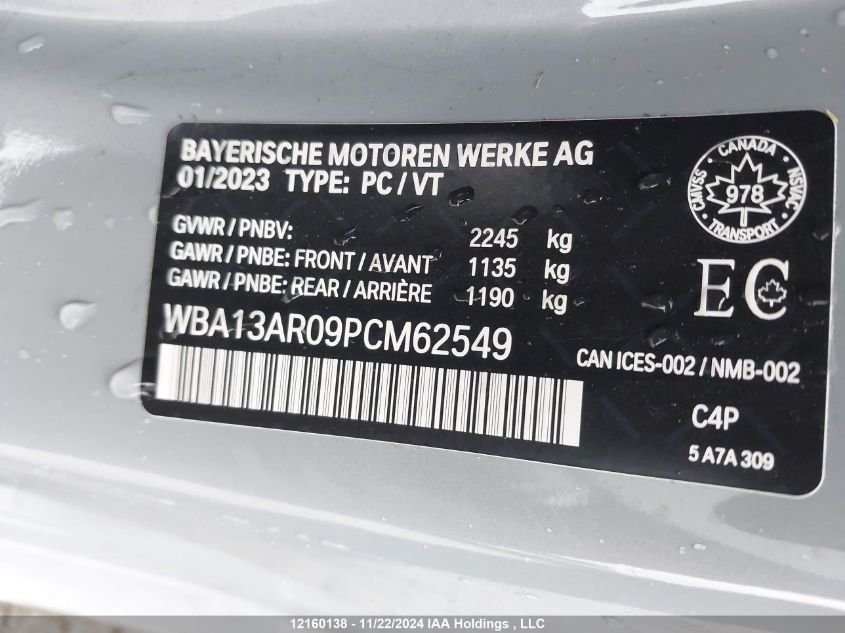 BAYERISCHE MOTOREN WERKE AG
01/2023 TYPE: PC / VT
GVWR / PNBV: 2245 kg
GAWR / PNBE: FRONT / AVANT 1135 kg
GAWR / PNBE: REAR / ARRIÈRE 1190 kg
WBA13AR09PCM62549
CANADA
CMVSS 978 NSVAC
TRANSPORT
EC
CAN ICES-002 / NMB-002
C4P
5 A7A 309
12160138 - 11/22/2024 IAA Holdings , LLC